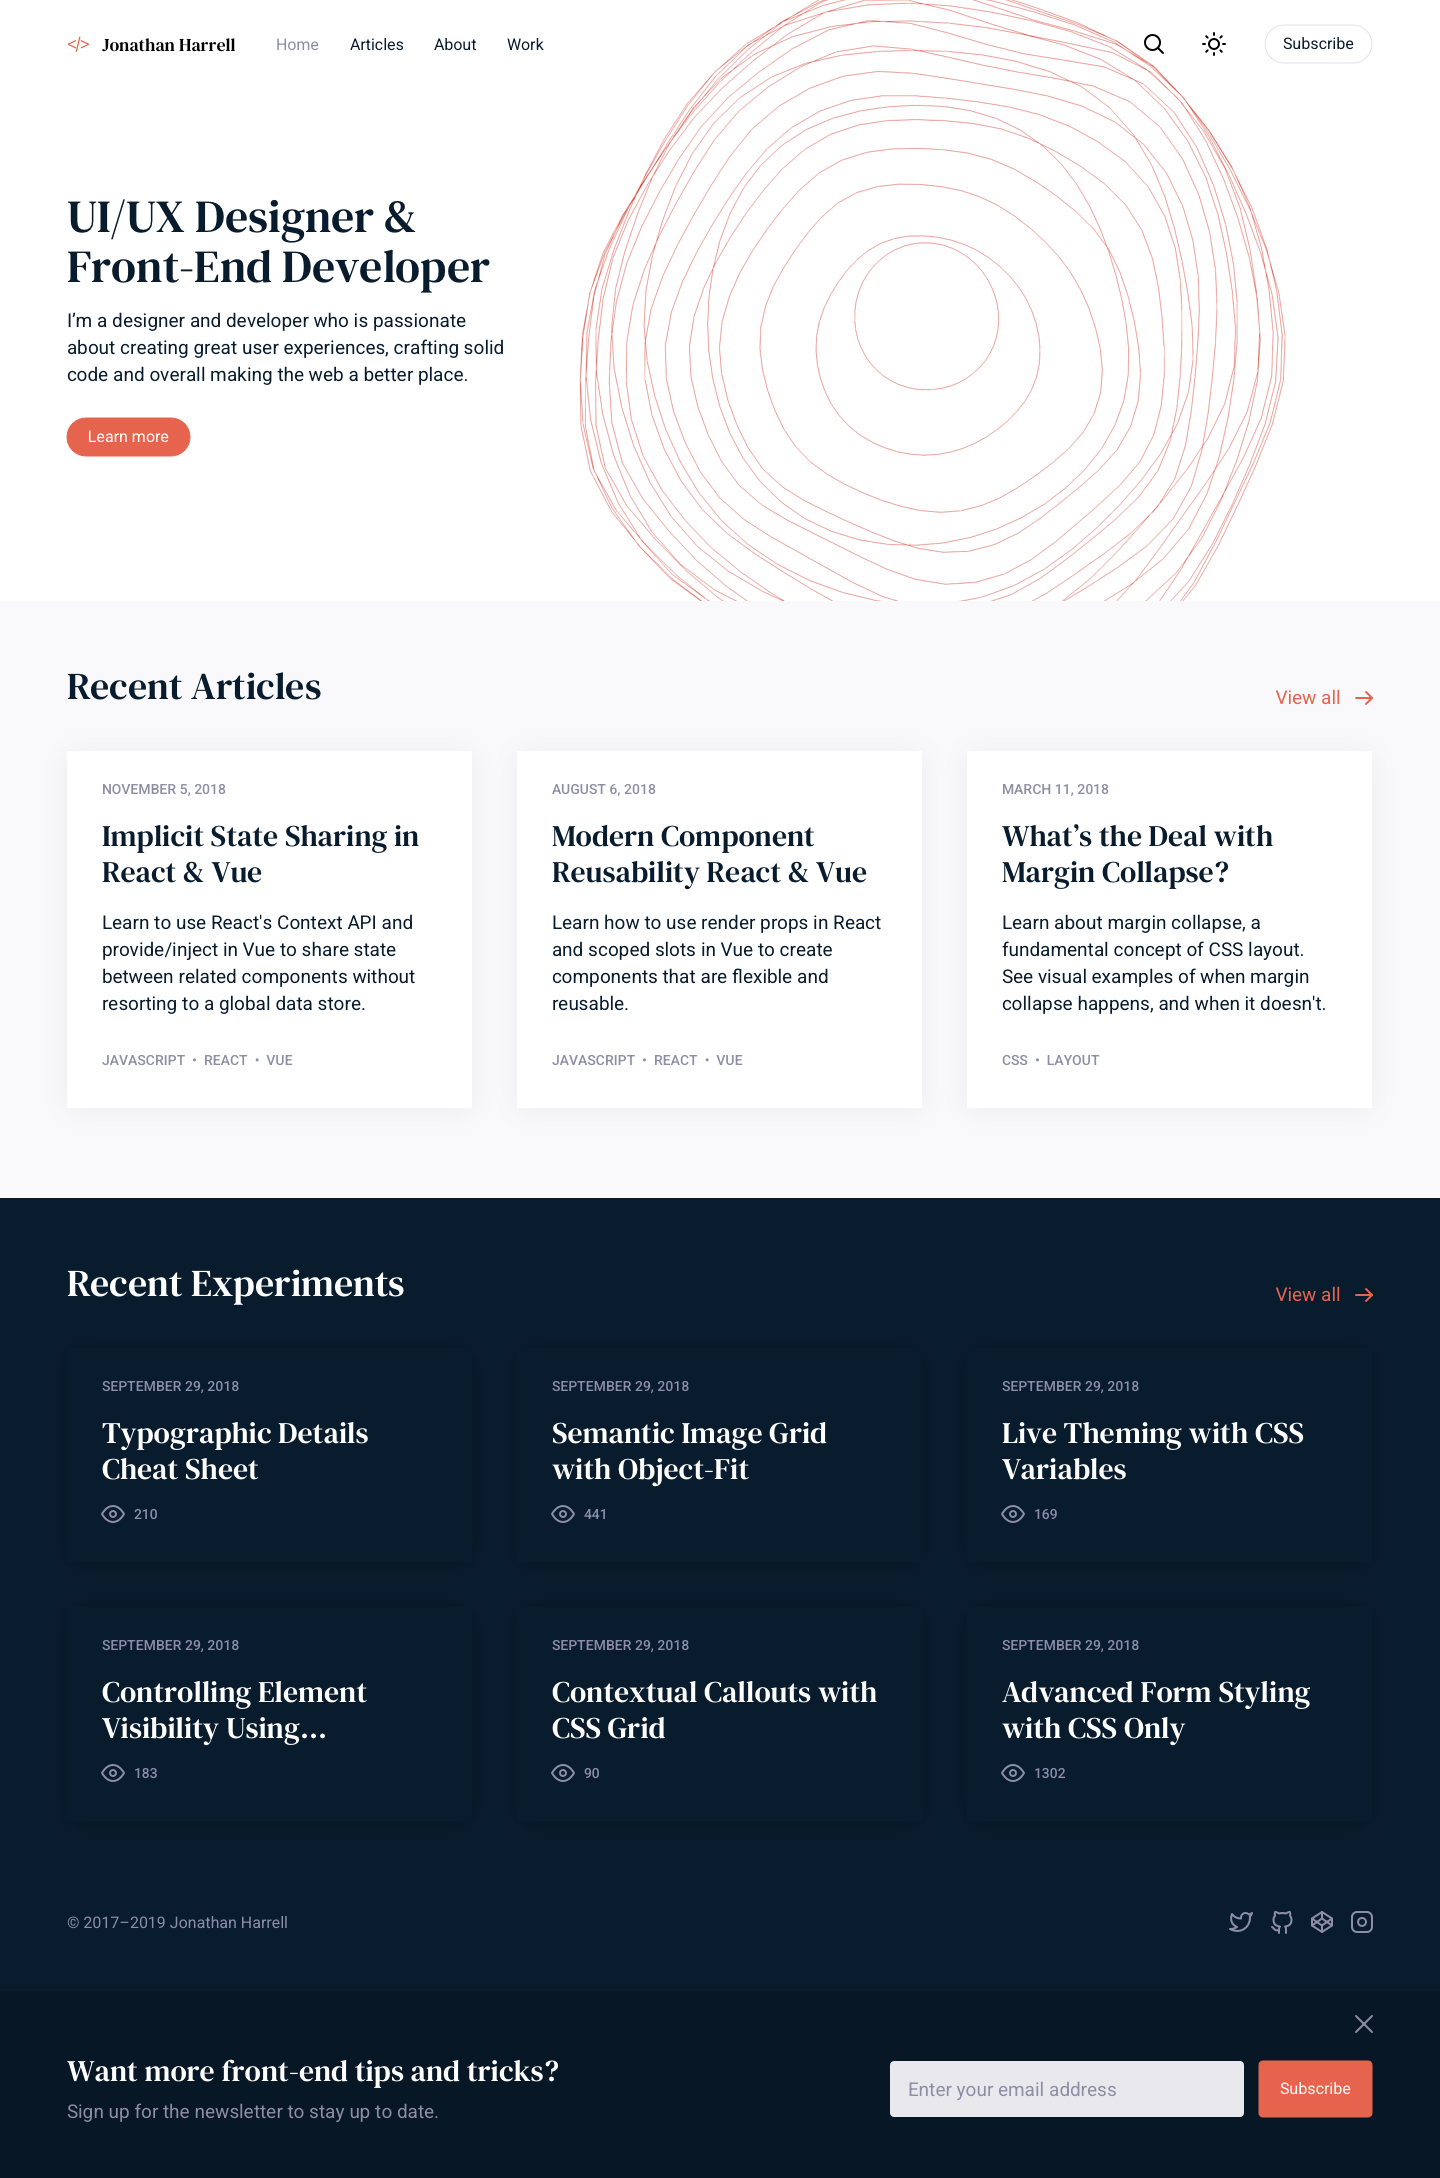 </> Jonathan Harrell Home Articles About Work Subscribe
UI/UX Designer &
Front-End Developer
I’m a designer and developer who is passionate
about creating great user experiences, crafting solid
code and overall making the web a better place.
Learn more
Recent Articles
View all
NOVEMBER 5, 2018
Implicit State Sharing in
React & Vue
Learn to use React's Context API and
provide/inject in Vue to share state
between related components without
resorting to a global data store.
JAVASCRIPT • REACT • VUE
AUGUST 6, 2018
Modern Component
Reusability React & Vue
Learn how to use render props in React
and scoped slots in Vue to create
components that are flexible and
reusable.
JAVASCRIPT • REACT • VUE
MARCH 11, 2018
What’s the Deal with
Margin Collapse?
Learn about margin collapse, a
fundamental concept of CSS layout.
See visual examples of when margin
collapse happens, and when it doesn't.
CSS • LAYOUT
Recent Experiments
View all
SEPTEMBER 29, 2018
Typographic Details
Cheat Sheet
210
SEPTEMBER 29, 2018
Semantic Image Grid
with Object-Fit
441
SEPTEMBER 29, 2018
Live Theming with CSS
Variables
169
SEPTEMBER 29, 2018
Controlling Element
Visibility Using...
183
SEPTEMBER 29, 2018
Contextual Callouts with
CSS Grid
90
SEPTEMBER 29, 2018
Advanced Form Styling
with CSS Only
1302
© 2017–2019 Jonathan Harrell
Want more front-end tips and tricks?
Sign up for the newsletter to stay up to date.
Enter your email address
Subscribe